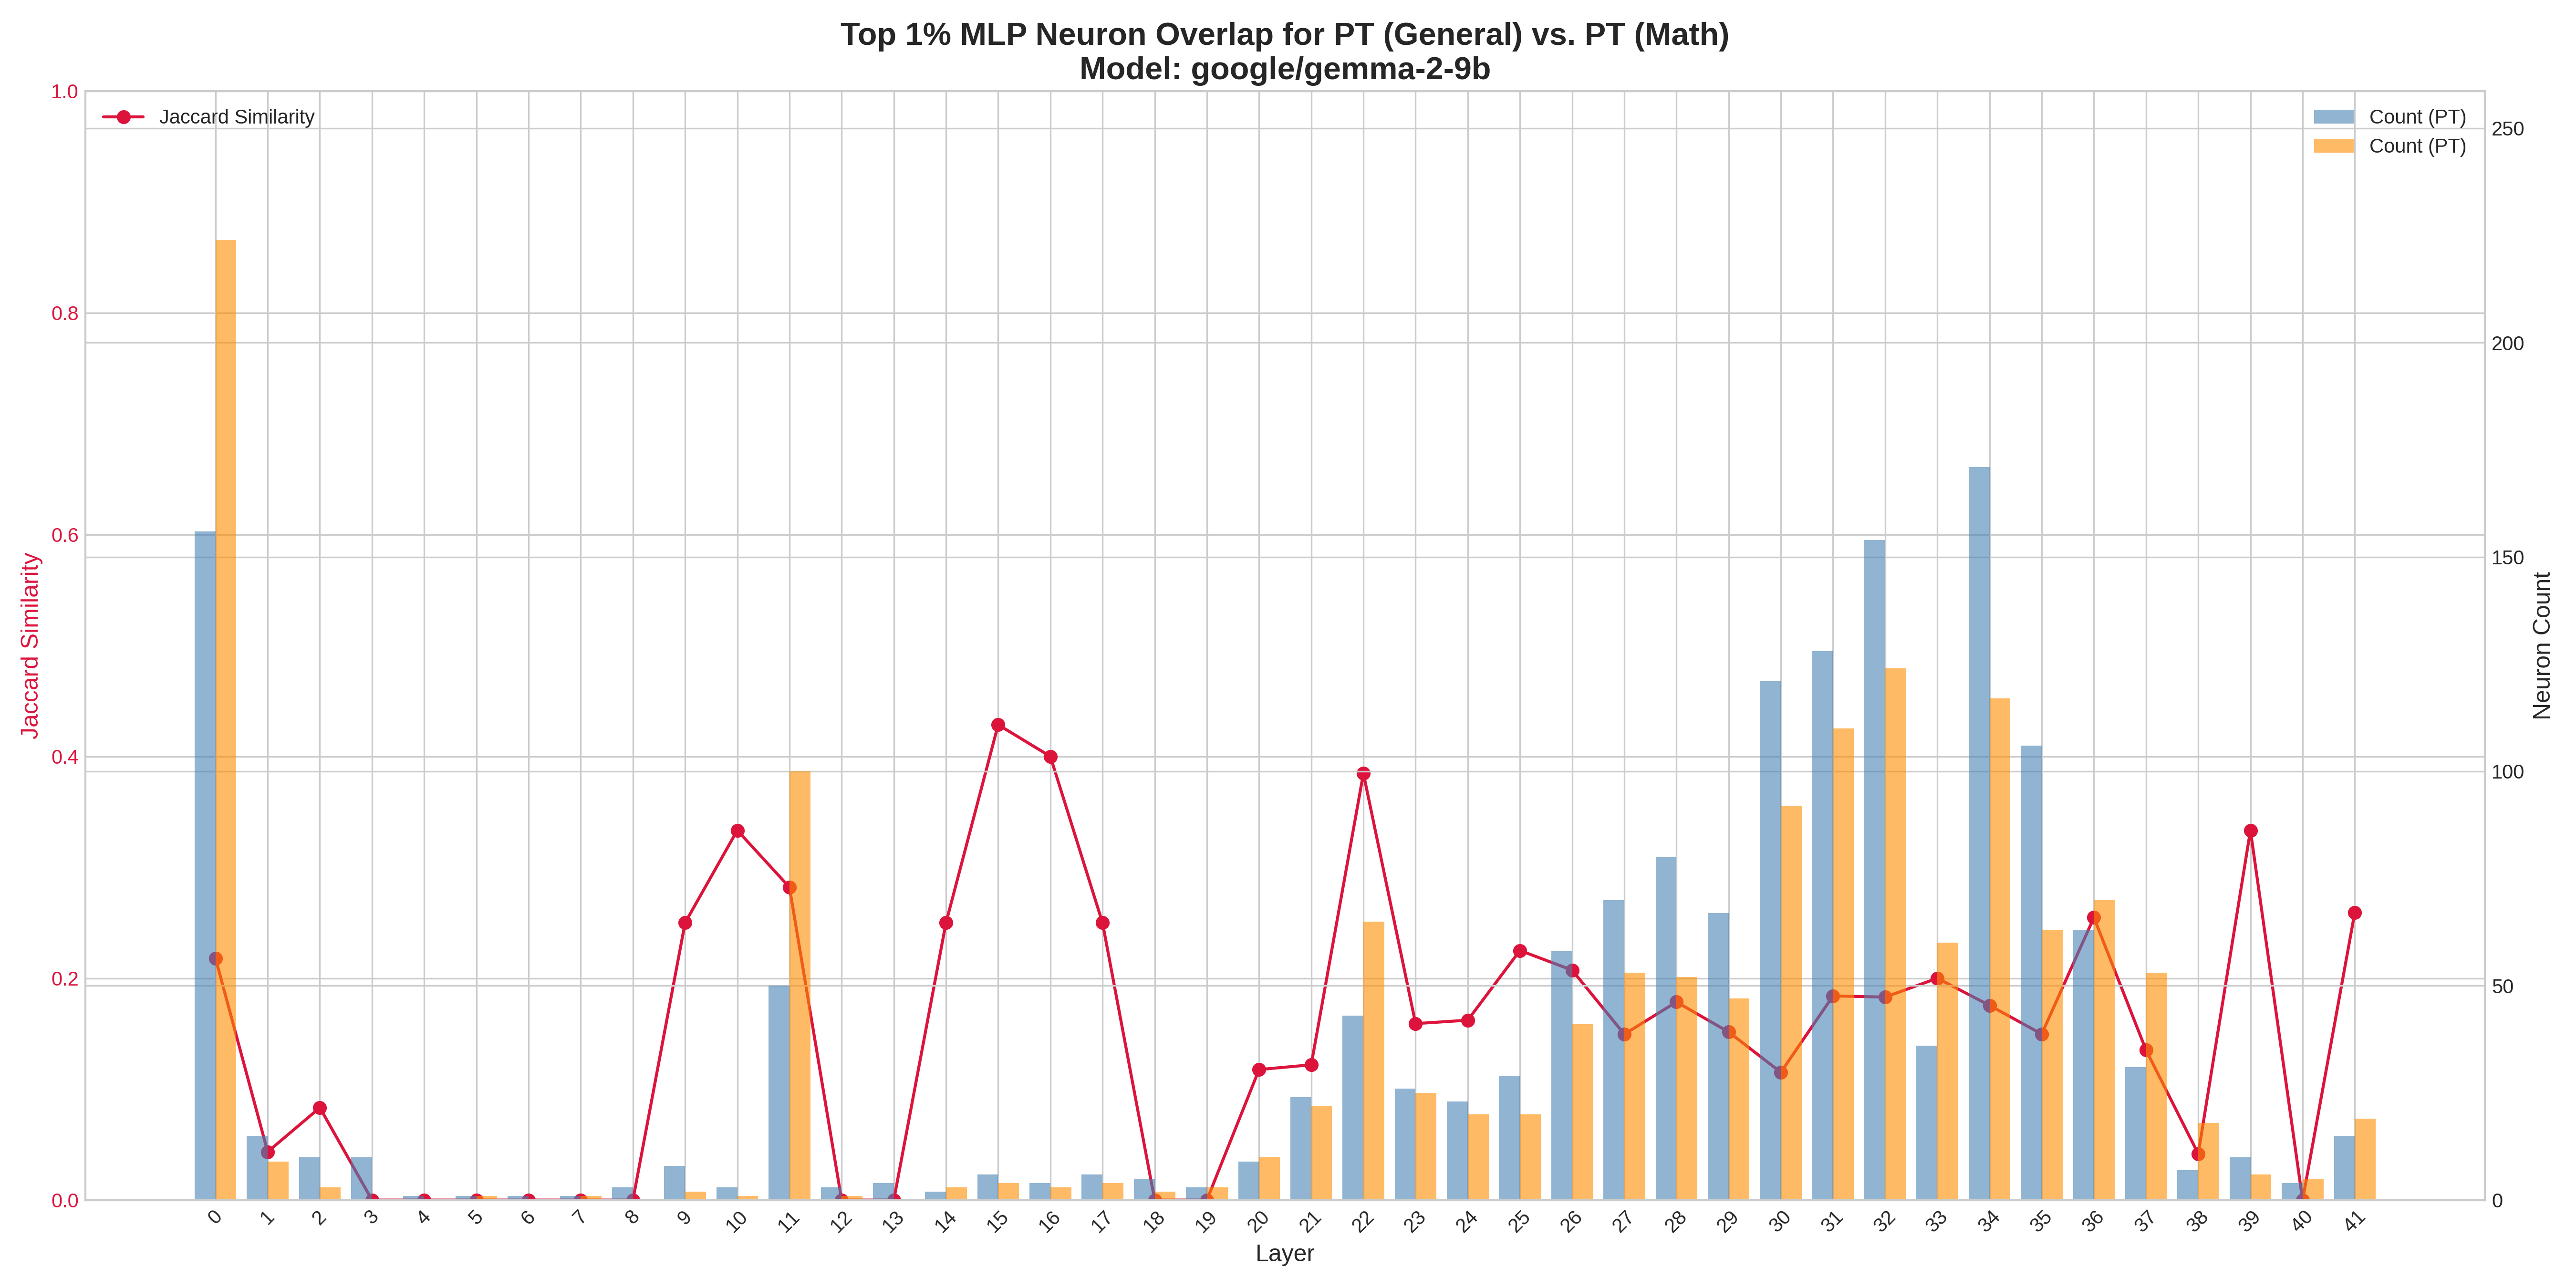 Top 1% MLP Neuron Overlap for PT (General) vs. PT (Math)
Model: google/gemma-2-9b
Jaccard Similarity
Count (PT)
Count (PT)
1.0
0.8
0.6
0.4
0.2
0.0
Jaccard Similarity
250
200
150
100
50
0
Neuron Count
0 1 2 3 4 5 6 7 8 9 10 11 12 13 14 15 16 17 18 19 20 21 22 23 24 25 26 27 28 29 30 31 32 33 34 35 36 37 38 39 40 41
Layer